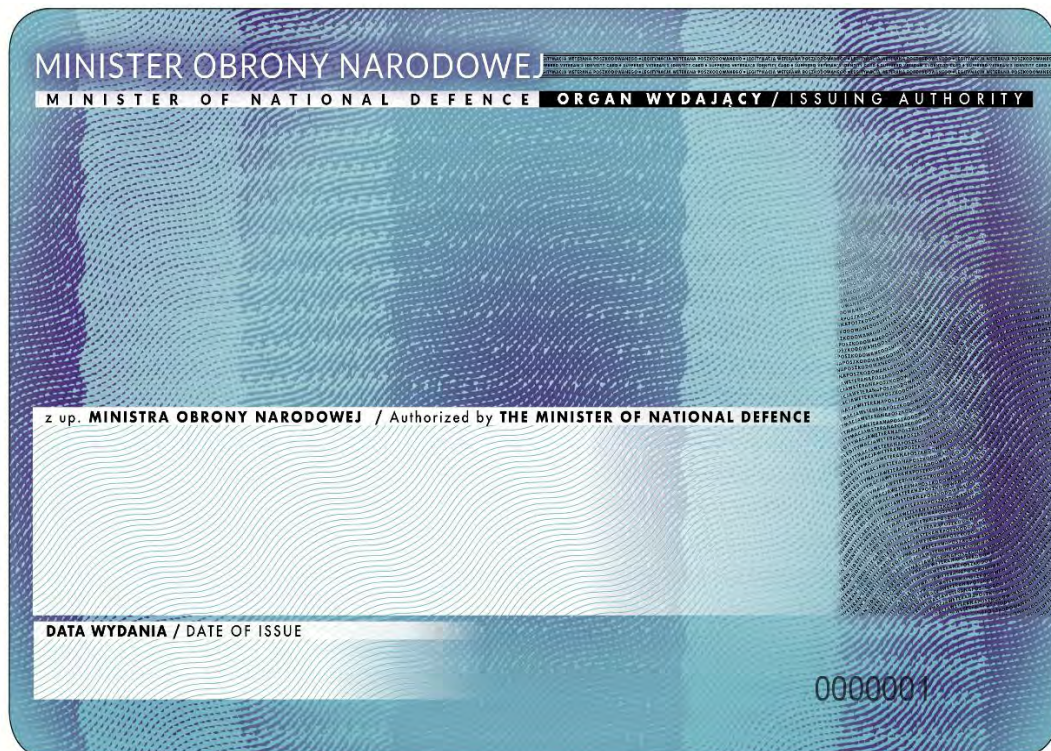 MINISTER OBRONY NARODOWEJ
MINISTER OF NATIONAL DEFENCE ORGAN WYDAJĄCY / ISSUING AUTHORITY
z up. MINISTRA OBRONY NARODOWEJ / Authorized by THE MINISTER OF NATIONAL DEFENCE
DATA WYDANIA / DATE OF ISSUE
0000001